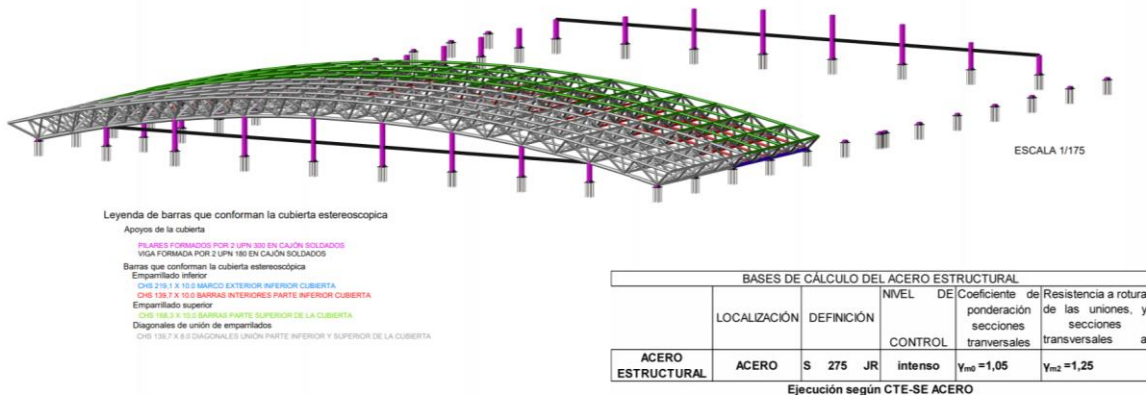 ESCALA 1/175
Leyenda de barras que conforman la cubierta estereoscopica
Apoyos de la cubierta
PILARES FORMADOS POR 2 UPN 300 EN CAJÓN SOLDADOS
VIGA FORMADA POR 2 UPN 180 EN CAJÓN SOLDADOS
Barras que conforman la cubierta estereoscópica
Emparrillado inferior
CHS 219,1 X 10.0 MARCO EXTERIOR INFERIOR CUBIERTA
CHS 139,7 X 10.0 BARRAS INTERIORES PARTE INFERIOR CUBIERTA
Emparrillado superior
CHS 168,3 X 10,0 BARRAS PARTE SUPERIOR DE LA CUBIERTA
Diagonales de unión de emparrilados
CHS 139,7 X 8.0 DIAGONALES UNIÓN PARTE INFERIOR Y SUPERIOR DE LA CUBIERTA
BASES DE CÁLCULO DEL ACERO ESTRUCTURAL
LOCALIZACIÓN
DEFINICIÓN
NIVEL DE
CONTROL
Coeficiente de
ponderación
secciones
tranversales
Resistencia a rotura
de las uniones, y
secciones
transversales a
ACERO
ESTRUCTURAL
ACERO
S 275 JR
intenso
γm0 =1,05
γm2 =1,25
Ejecución según CTE-SE ACERO